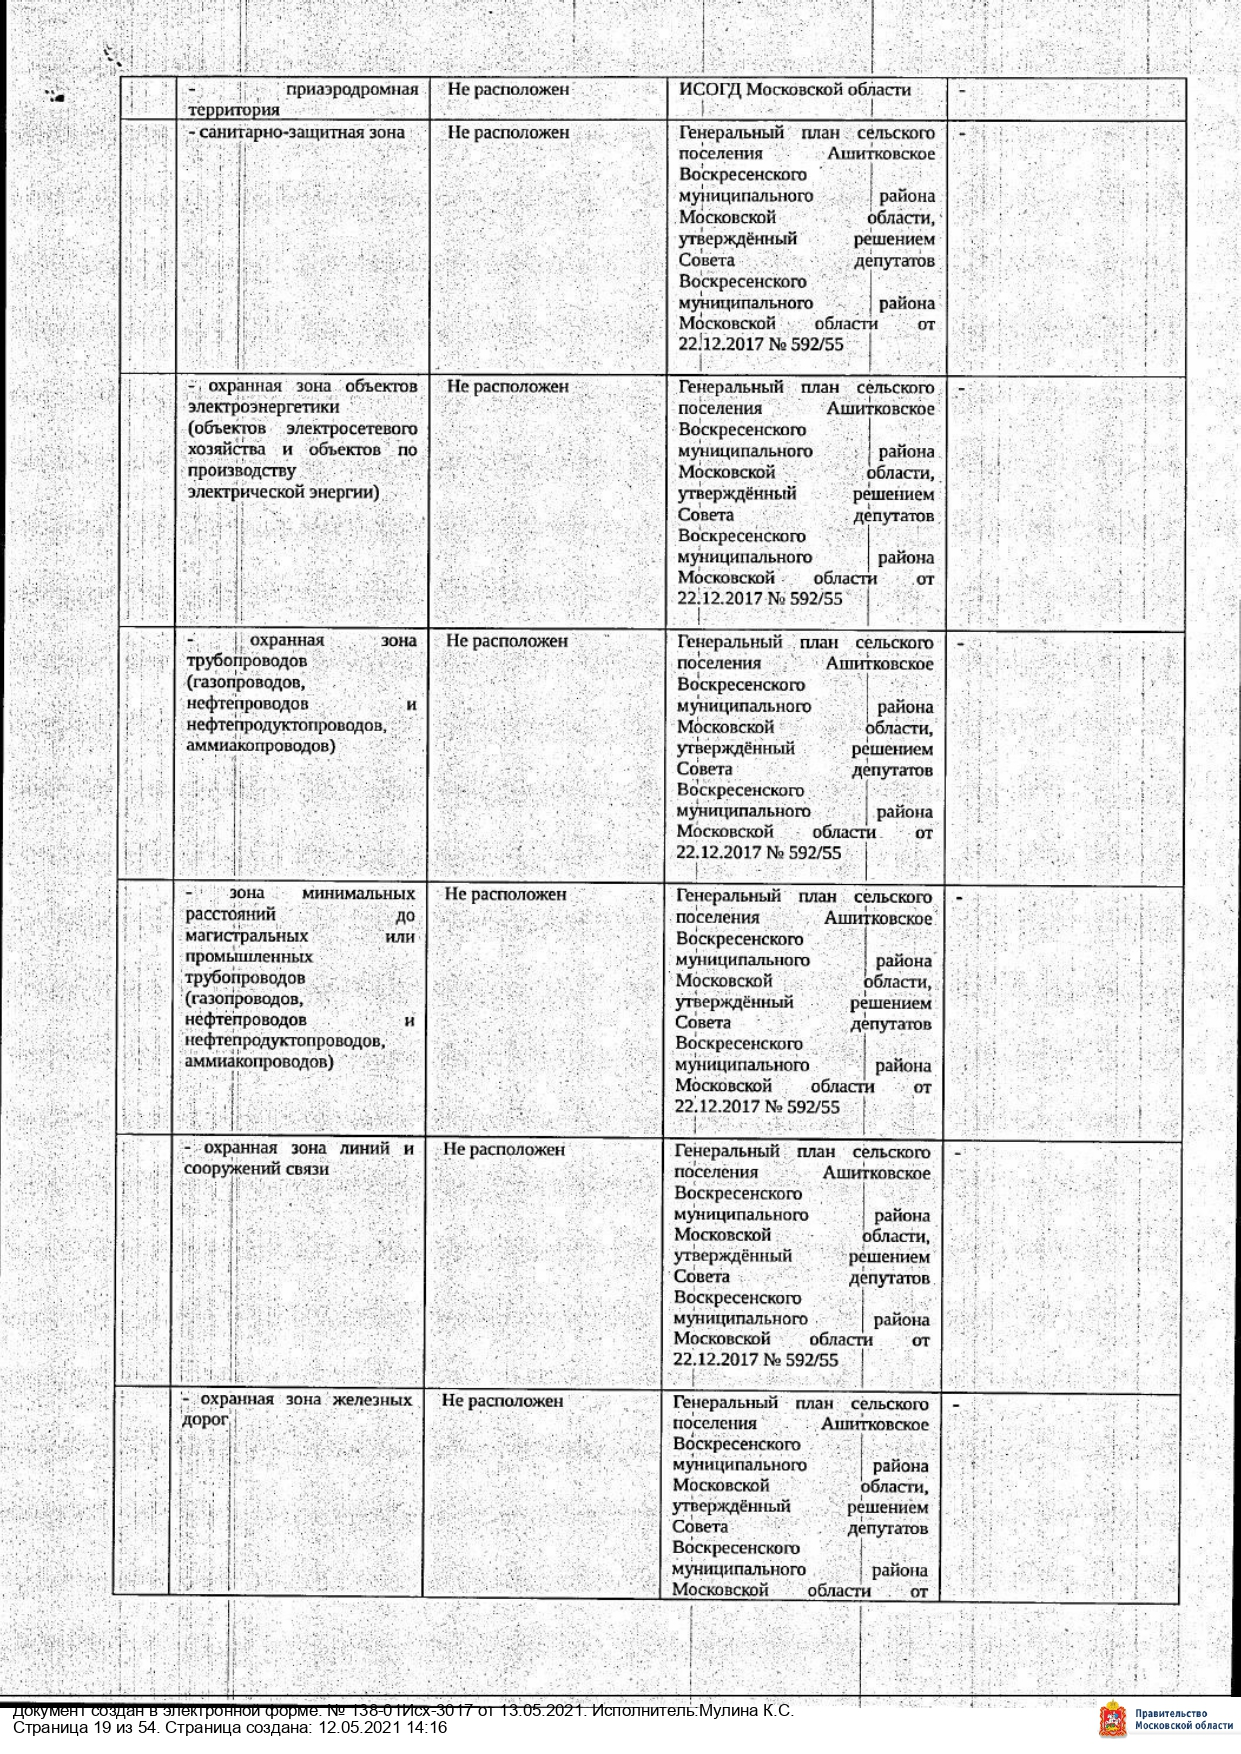 - приаэродромная
территория
Не расположен
ИСОГД Московской области
-
- санитарно-защитная зона
Не расположен
Генеральный план сельского
поселения Ашитковское
Воскресенского
муниципального района
Московской области,
утверждённый решением
Совета депутатов
Воскресенского
муниципального района
Московской области от
22.12.2017 № 592/55
-
- охранная зона объектов
электроэнергетики
(объектов электросетевого
хозяйства и объектов по
производству
электрической энергии)
Не расположен
Генеральный план сельского
поселения Ашитковское
Воскресенского
муниципального района
Московской области,
утверждённый решением
Совета депутатов
Воскресенского
муниципального района
Московской области от
22.12.2017 № 592/55
-
- охранная зона
трубопроводов
(газопроводов,
нефтепроводов и
нефтепродуктопроводов,
аммиакопроводов)
Не расположен
Генеральный план сельского
поселения Ашитковское
Воскресенского
муниципального района
Московской области,
утверждённый решением
Совета депутатов
Воскресенского
муниципального района
Московской области от
22.12.2017 № 592/55
-
- зона минимальных
расстояний до
магистральных или
промышленных
трубопроводов
(газопроводов,
нефтепроводов и
нефтепродуктопроводов,
аммиакопроводов)
Не расположен
Генеральный план сельского
поселения Ашитковское
Воскресенского
муниципального района
Московской области,
утверждённый решением
Совета депутатов
Воскресенского
муниципального района
Московской области от
22.12.2017 № 592/55
-
- охранная зона линий и
сооружений связи
Не расположен
Генеральный план сельского
поселения Ашитковское
Воскресенского
муниципального района
Московской области,
утверждённый решением
Совета депутатов
Воскресенского
муниципального района
Московской области от
22.12.2017 № 592/55
-
- охранная зона железных
дорог
Не расположен
Генеральный план сельского
поселения Ашитковское
Воскресенского
муниципального района
Московской области,
утверждённый решением
Совета депутатов
Воскресенского
муниципального района
Московской области от
-
Документ создан в электронной форме. № 138-01Исх-3017 от 13.05.2021. Исполнитель:Мулина К.С.
Страница 19 из 54. Страница создана: 12.05.2021 14:16
Правительство
Московской области